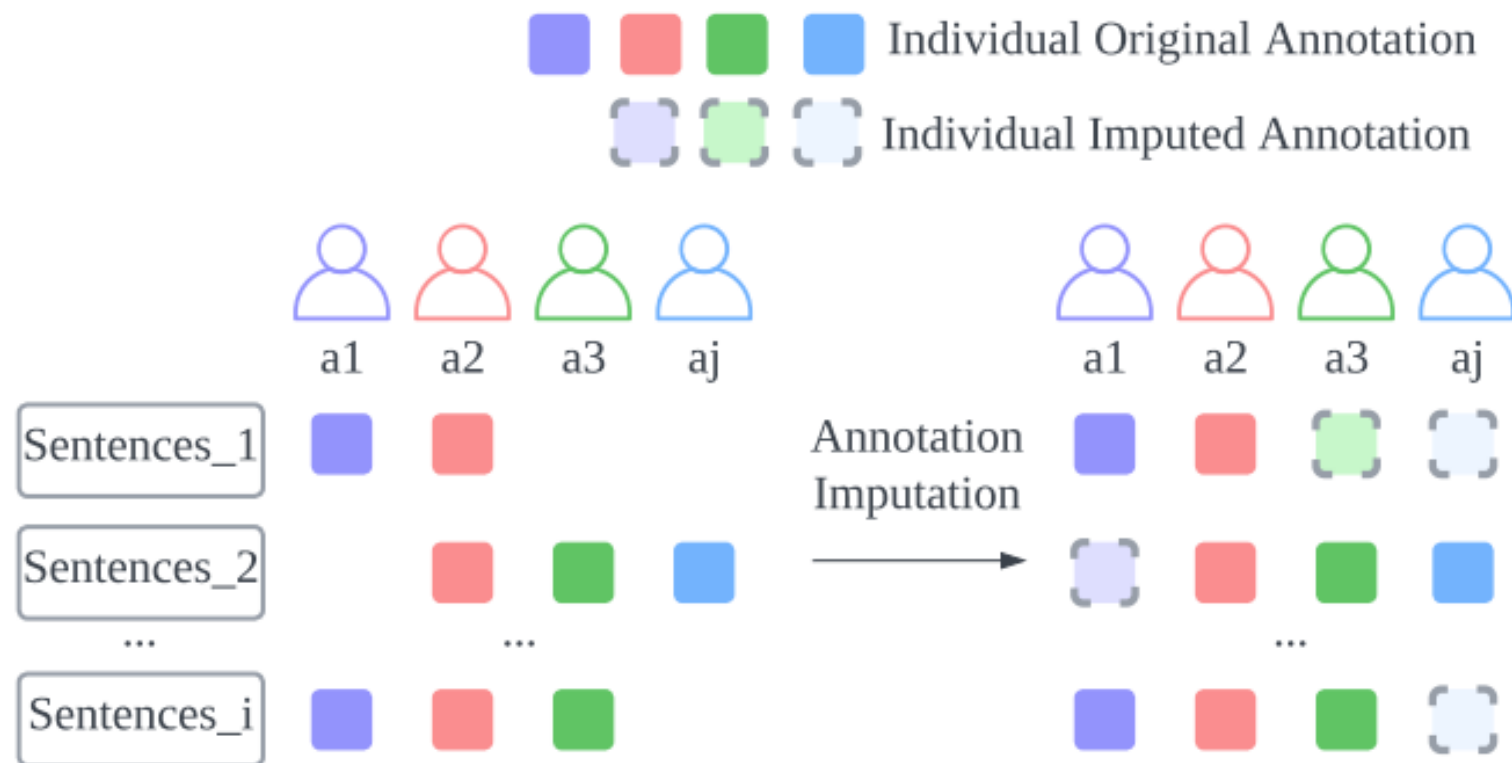 Individual Original Annotation
Individual Imputed Annotation
a1 a2 a3 aj
a1 a2 a3 aj
Sentences_1
Annotation
Imputation
Sentences_2
... ... ...
Sentences_i